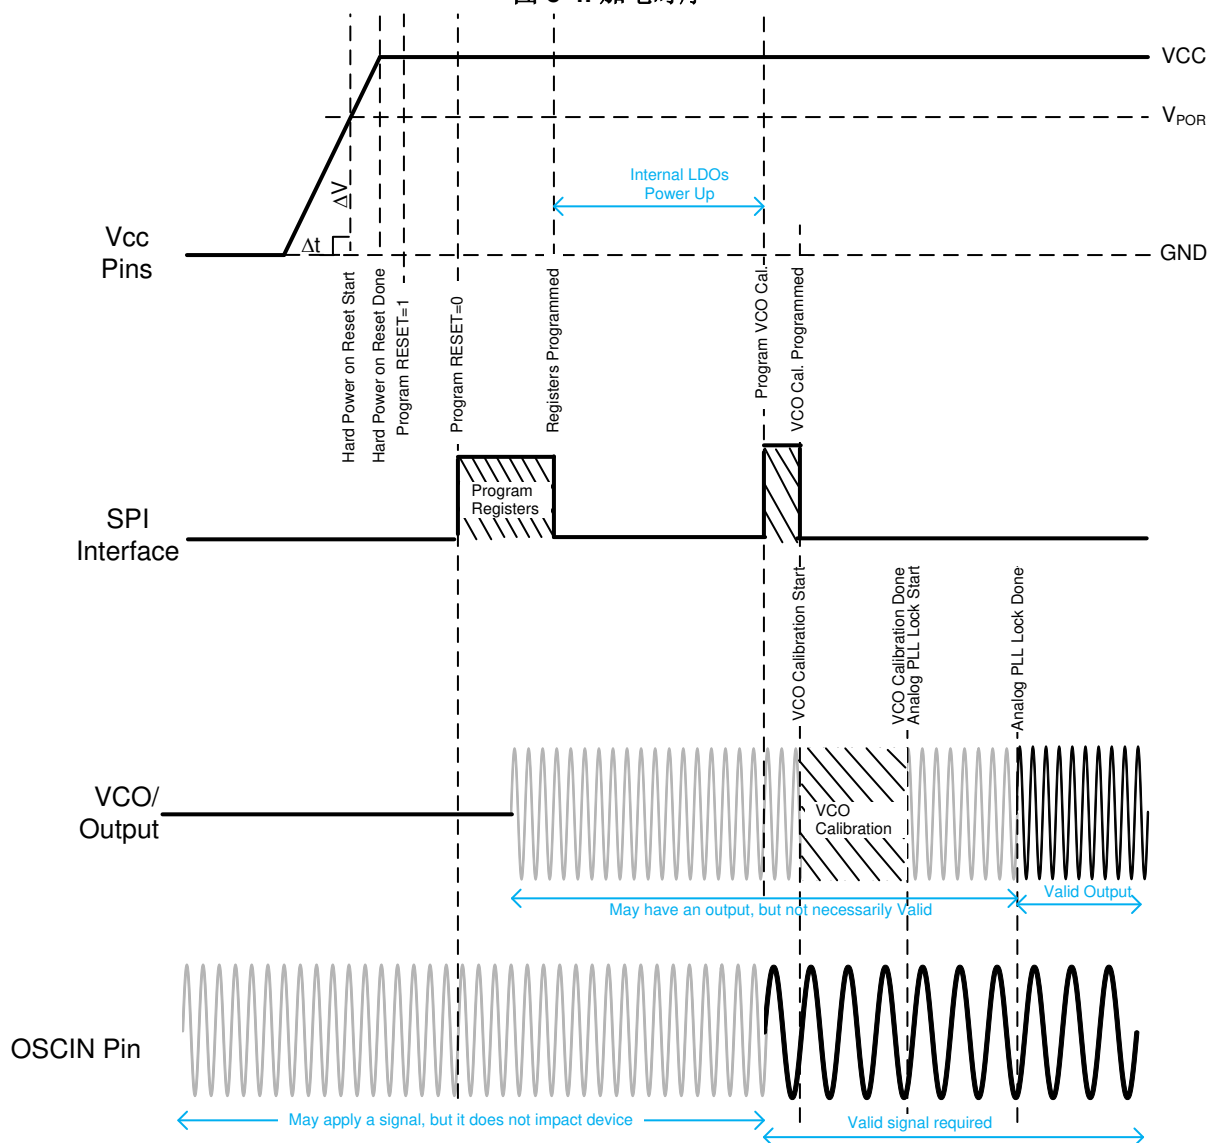 VCC
VPOR
Internal LDOs
Power Up
ΔV
Δt
Vcc
Pins
GND
Hard Power on Reset Start
Hard Power on Reset Done
Program RESET=1
Program RESET=0
Registers Programmed
Program VCO Cal.
VCO Cal. Programmed
Program
Registers
SPI
Interface
VCO Calibration Start
VCO Calibration Done
Analog PLL Lock Start
Analog PLL Lock Done
VCO/
Output
VCO
Calibration
May have an output, but not necessarily Valid
Valid Output
OSCIN Pin
May apply a signal, but it does not impact device
Valid signal required